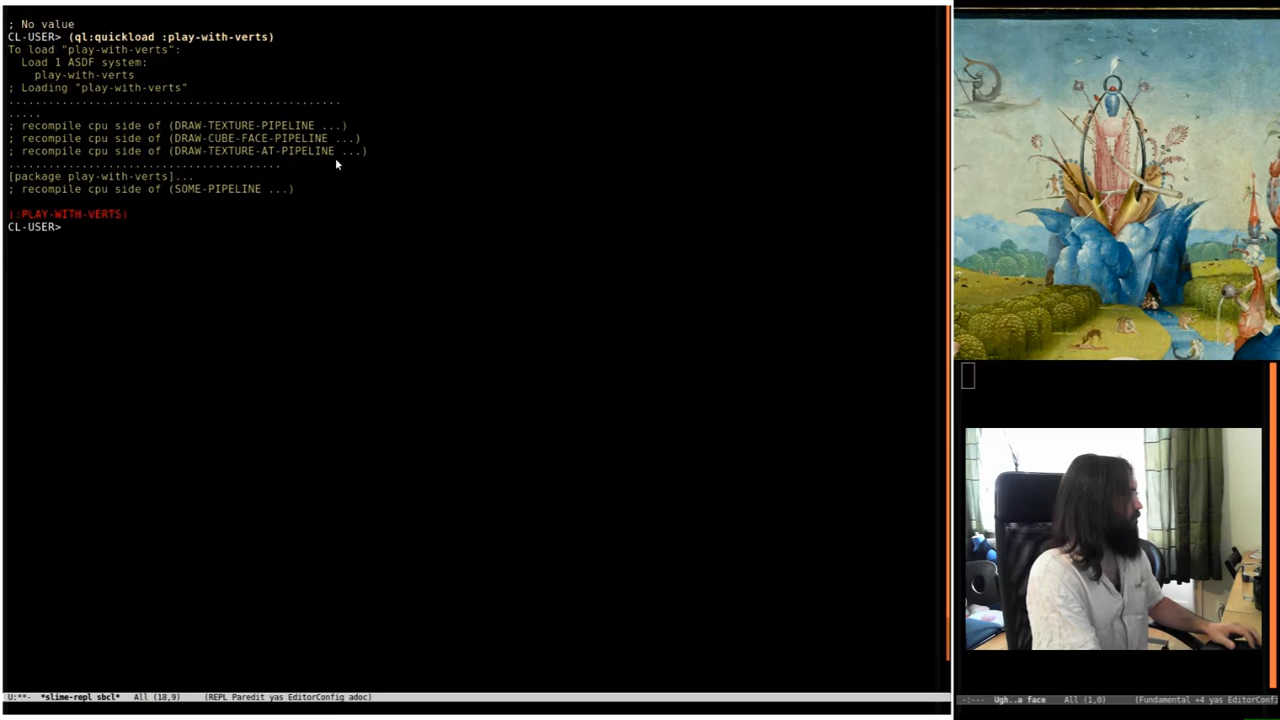 ; No value
CL-USER> (ql:quickload :play-with-verts)
To load "play-with-verts":
  Load 1 ASDF system:
    play-with-verts
; Loading "play-with-verts"
..................................................
.....
; recompile cpu side of (DRAW-TEXTURE-PIPELINE ...)
; recompile cpu side of (DRAW-CUBE-FACE-PIPELINE ...)
; recompile cpu side of (DRAW-TEXTURE-AT-PIPELINE ...)
.........................................
[package play-with-verts]...
; recompile cpu side of (SOME-PIPELINE ...)
(:PLAY-WITH-VERTS)
CL-USER>
U:**-  *slime-repl sbcl*   All (18,9)    (REPL Paredit yas EditorConfig adoc)
-:---  Ugh..a face   All (1,0)    (Fundamental +4 yas EditorConfi